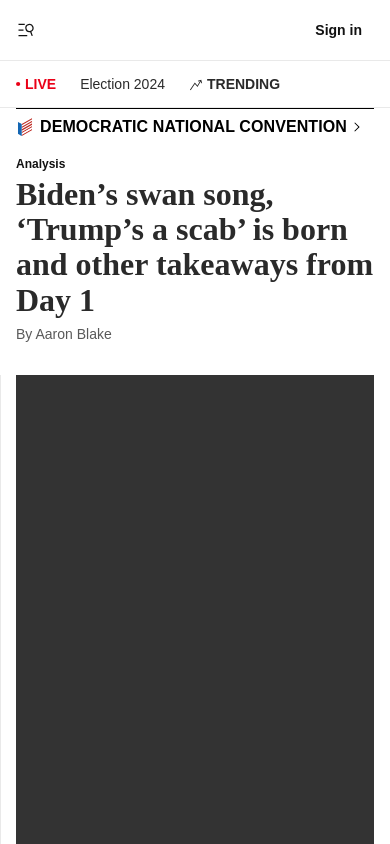 Sign in
LIVE
Election 2024
TRENDING
DEMOCRATIC NATIONAL CONVENTION
Analysis
Biden’s swan song,
‘Trump’s a scab’ is born
and other takeaways from
Day 1
By Aaron Blake